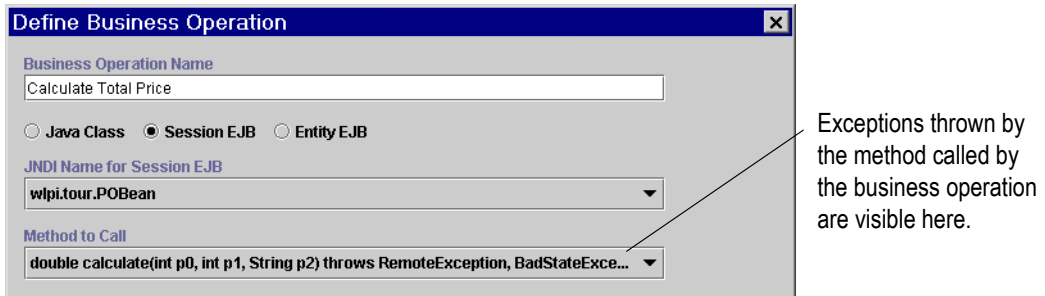 Define Business Operation
Business Operation Name
Calculate Total Price
Java Class
Session EJB
Entity EJB
JNDI Name for Session EJB
wlpi.tour.POBean
Method to Call
double calculate(int p0, int p1, String p2) throws RemoteException, BadStateExce...
Exceptions thrown by
the method called by
the business operation
are visible here.